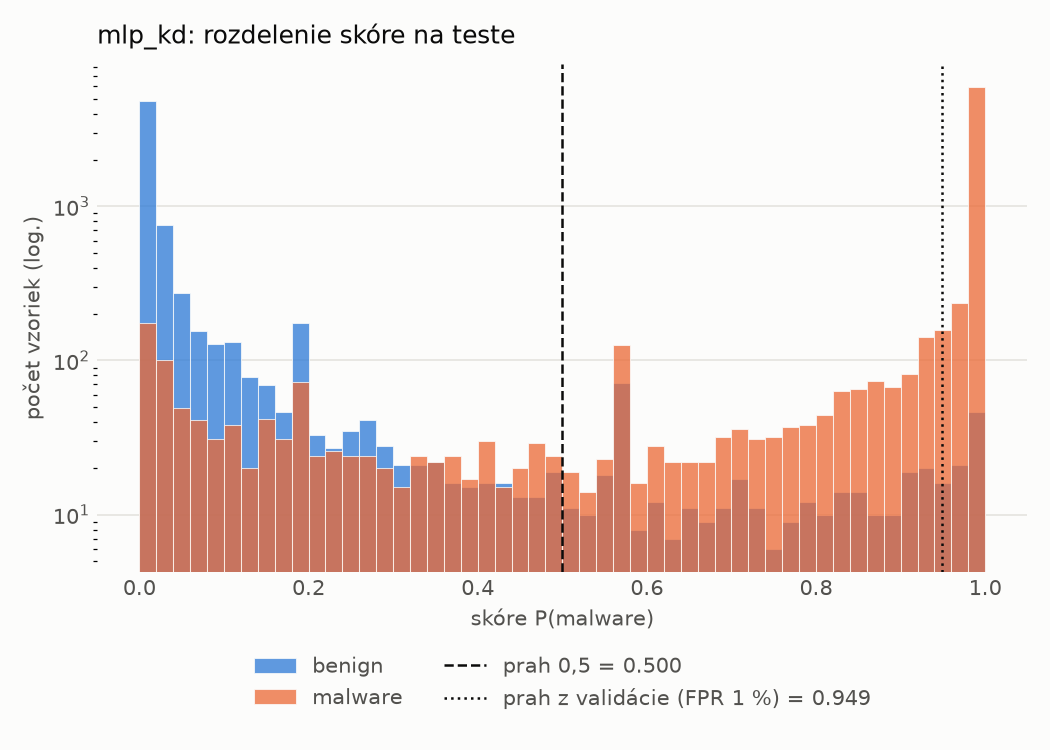 mlp_kd: rozdelenie skóre na teste
počet vzoriek (log.)
10³
10²
10¹
0.0 0.2 0.4 0.6 0.8 1.0
skóre P(malware)
benign
malware
prah 0,5 = 0.500
prah z validácie (FPR 1 %) = 0.949